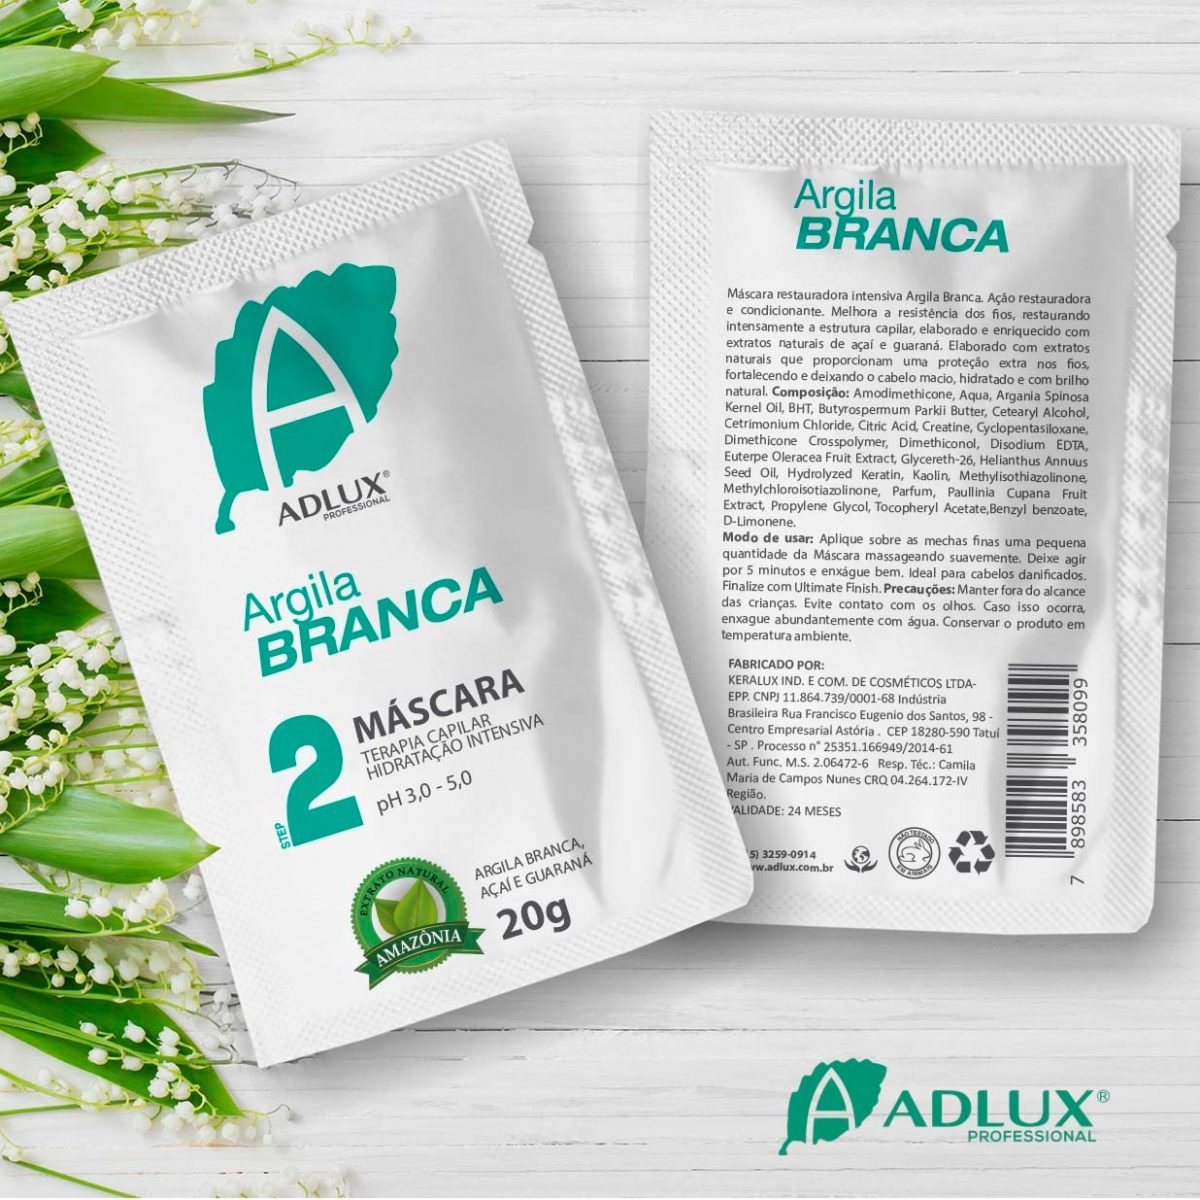 ADLUX®
PROFESSIONAL
Argila
BRANCA
STEP
2
MÁSCARA
TERAPIA CAPILAR
HIDRATAÇÃO INTENSIVA
pH 3,0 - 5,0
EXTRATO NATURAL
AMAZÔNIA
ARGILA BRANCA,
AÇAÍ E GUARANÁ
20g
Argila
BRANCA
Máscara restauradora intensiva Argila Branca. Ação restauradora
e condicionante. Melhora a resistência dos fios, restaurando
intensamente a estrutura capilar, elaborado e enriquecido com
extratos naturais de açaí e guaraná. Elaborado com extratos
naturais que proporcionam uma proteção extra nos fios,
fortalecendo e deixando o cabelo macio, hidratado e com brilho
natural. Composição: Amodimethicone, Aqua, Argania Spinosa
Kernel Oil, BHT, Butyrospermum Parkii Butter, Cetearyl Alcohol,
Cetrimonium Chloride, Citric Acid, Creatine, Cyclopentasiloxane,
Dimethicone Crosspolymer, Dimethiconol, Disodium EDTA,
Euterpe Oleracea Fruit Extract, Glycereth-26, Helianthus Annuus
Seed Oil, Hydrolyzed Keratin, Kaolin, Methylisothiazolinone,
Methylchloroisotiazolinone, Parfum, Paullinia Cupana Fruit
Extract, Propylene Glycol, Tocopheryl Acetate,Benzyl benzoate,
D-Limonene.
Modo de usar: Aplique sobre as mechas finas uma pequena
quantidade da Máscara massageando suavemente. Deixe agir
por 5 minutos e enxágue bem. Ideal para cabelos danificados.
Finalize com Ultimate Finish. Precauções: Manter fora do alcance
das crianças. Evite contato com os olhos. Caso isso ocorra,
enxague abundantemente com água. Conservar o produto em
temperatura ambiente.
FABRICADO POR:
KERALUX IND. E COM. DE COSMÉTICOS LTDA-
EPP. CNPJ 11.864.739/0001-68 Indústria
Brasileira Rua Francisco Eugenio dos Santos, 98 -
Centro Empresarial Astória . CEP 18280-590 Tatuí
- SP . Processo n° 25351.166949/2014-61
Aut. Func. M.S. 2.06472-6 Resp. Téc.: Camila
Maria de Campos Nunes CRQ 04.264.172-IV
Região.
VALIDADE: 24 MESES
5) 3259-0914
w.adlux.com.br
NÃO TESTADO
EM ANIMAIS
7 898583 358099
ADLUX®
PROFESSIONAL